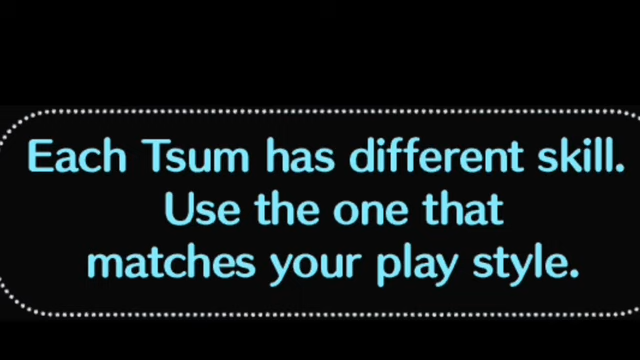 Each Tsum has different skill.
Use the one that
matches your play style.